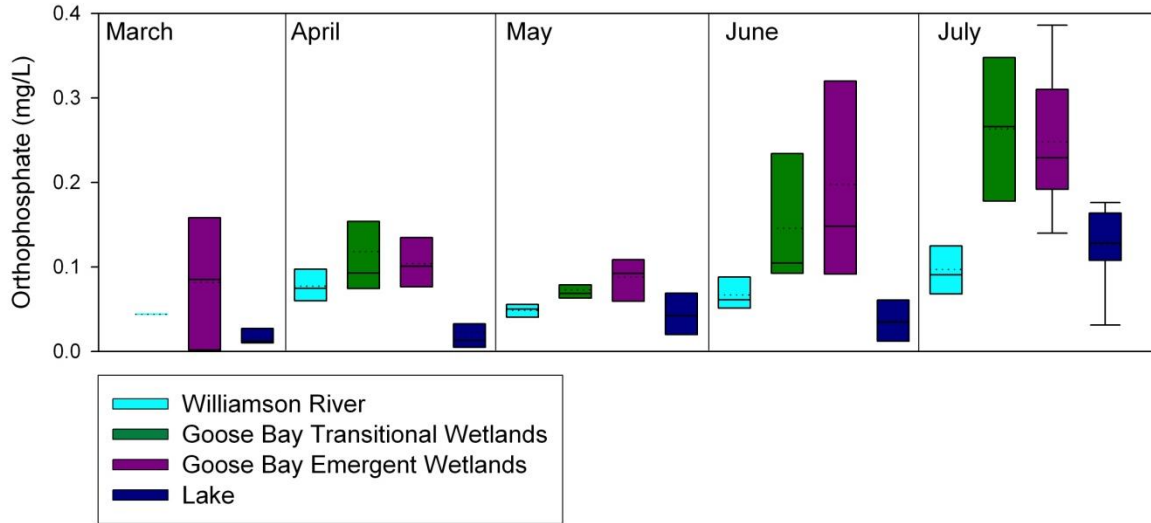 March April May June July
Orthophosphate (mg/L)
0.4
0.3
0.2
0.1
0.0
Williamson River
Goose Bay Transitional Wetlands
Goose Bay Emergent Wetlands
Lake